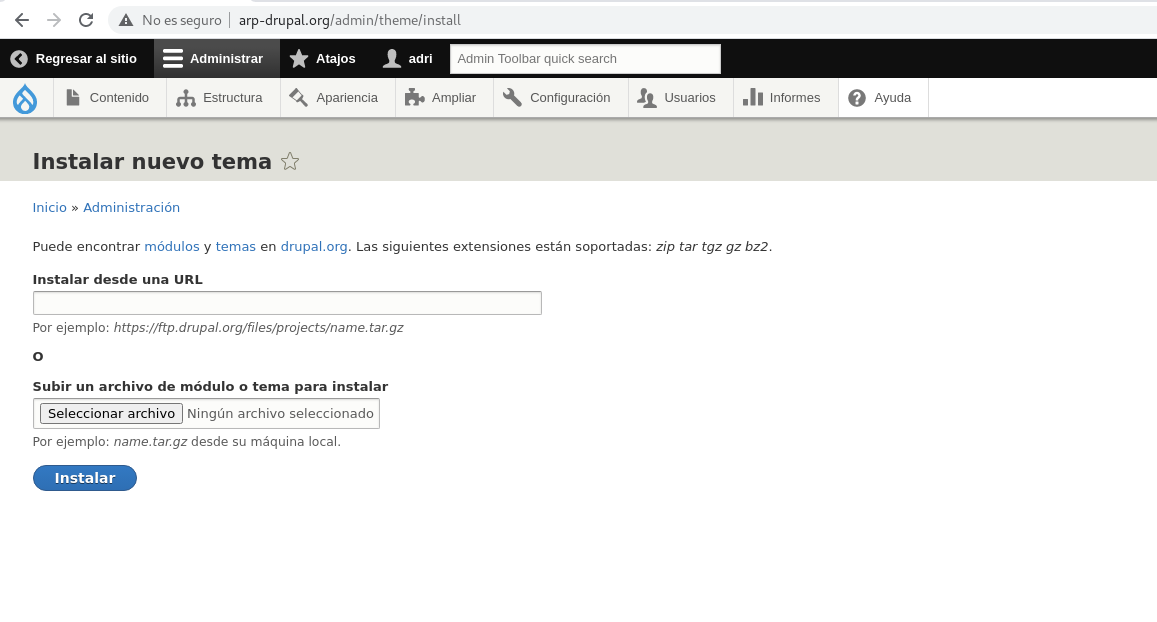 No es seguro arp-drupal.org/admin/theme/install
Regresar al sitio Administrar Atajos adri Admin Toolbar quick search
Contenido Estructura Apariencia Ampliar Configuración Usuarios Informes Ayuda
Instalar nuevo tema
Inicio » Administración
Puede encontrar módulos y temas en drupal.org. Las siguientes extensiones están soportadas: zip tar tgz gz bz2.
Instalar desde una URL
Por ejemplo: https://ftp.drupal.org/files/projects/name.tar.gz
O
Subir un archivo de módulo o tema para instalar
Seleccionar archivo Ningún archivo seleccionado
Por ejemplo: name.tar.gz desde su máquina local.
Instalar